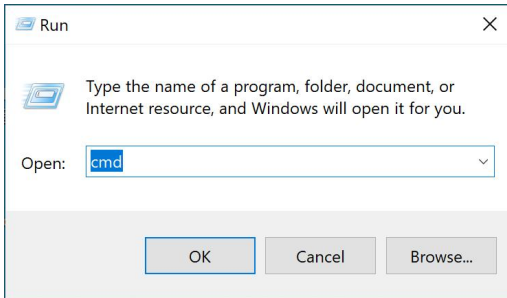 Run
Type the name of a program, folder, document, or
Internet resource, and Windows will open it for you.
Open: cmd
OK Cancel Browse...